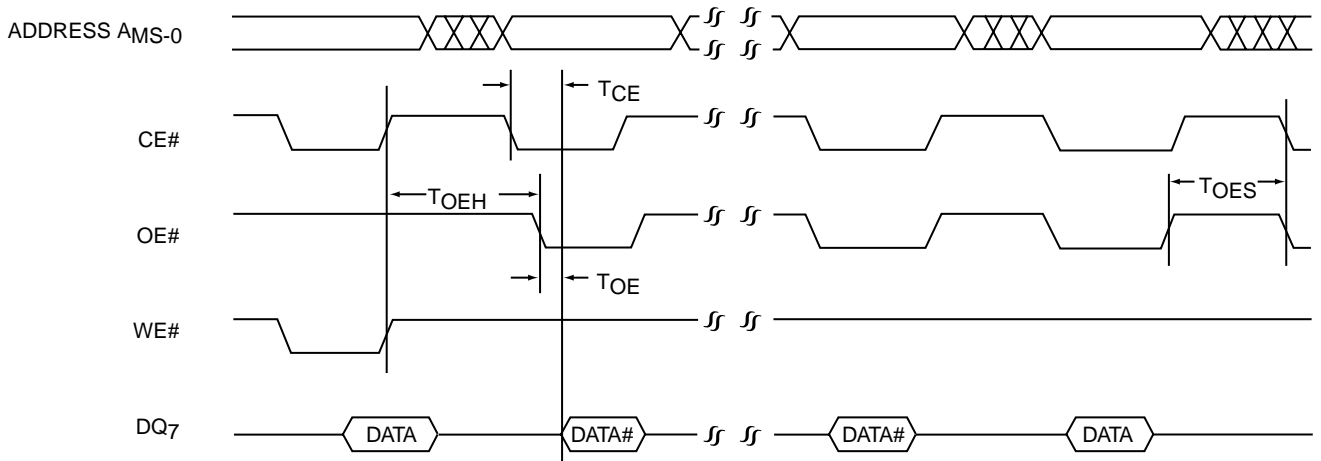 ADDRESS AMS-0
TCE
CE#
TOEH
TOES
OE#
TOE
WE#
DQ7
DATA
DATA#
DATA#
DATA